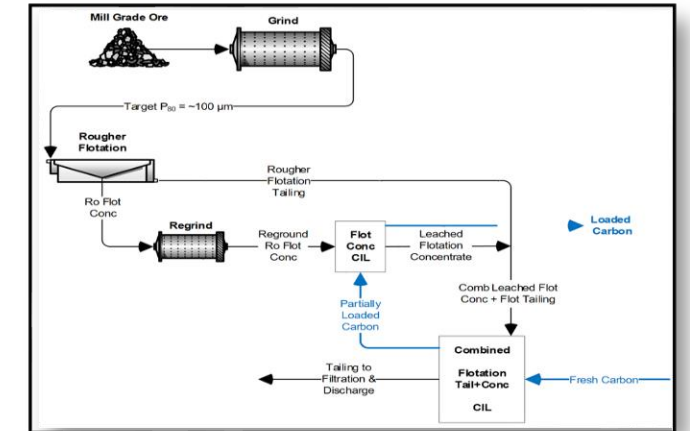 Mill Grade Ore
Grind
Target P80 = ~100 µm
Rougher
Flotation
Rougher
Flotation
Tailing
Ro Flot
Conc
Regrind
Reground
Ro Flot
Conc
Flot
Conc
CIL
Leached
Flotation
Concentrate
Loaded
Carbon
Partially
Loaded
Carbon
Comb Leached Flot
Conc + Flot Tailing
Combined
Flotation
Tail+Conc
CIL
Tailing to
Filtration &
Discharge
Fresh Carbon